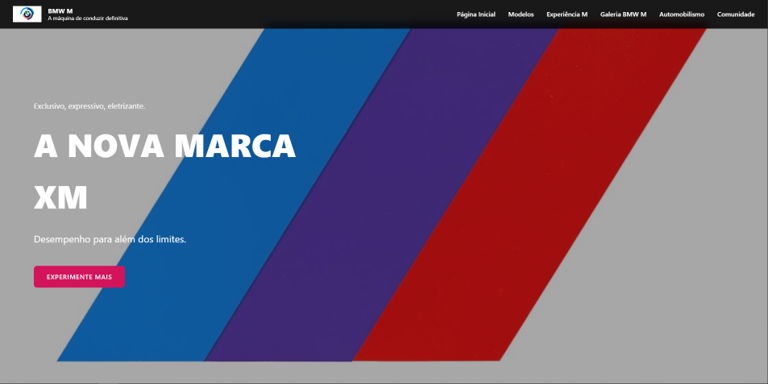 BMW M
A máquina de conduzir definitiva
Página Inicial Modelos Experiência M Galeria BMW M Automobilismo Comunidade
Exclusivo, expressivo, eletrizante.
A NOVA MARCA
XM
Desempenho para além dos limites.
EXPERIMENTE MAIS